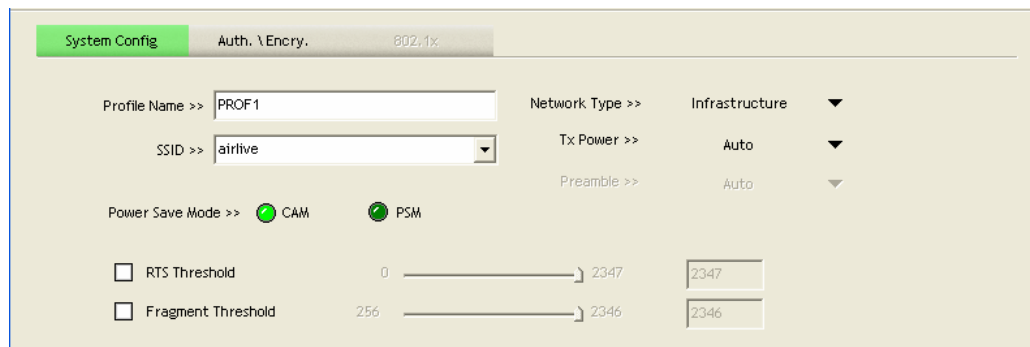 System Config Auth. \ Encry. 802.1x
Profile Name >> PROF1 Network Type >> Infrastructure
SSID >> airlive Tx Power >> Auto
Preamble >> Auto
Power Save Mode >> CAM PSM
RTS Threshold 0 2347 2347
Fragment Threshold 256 2346 2346